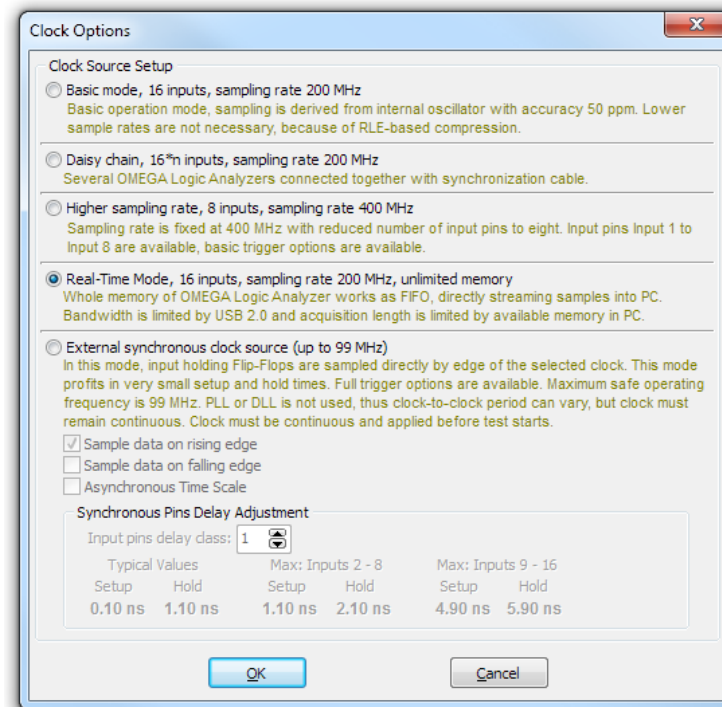 Clock Options
Clock Source Setup
Basic mode, 16 inputs, sampling rate 200 MHz
Basic operation mode, sampling is derived from internal oscillator with accuracy 50 ppm. Lower
sample rates are not necessary, because of RLE-based compression.
Daisy chain, 16*n inputs, sampling rate 200 MHz
Several OMEGA Logic Analyzers connected together with synchronization cable.
Higher sampling rate, 8 inputs, sampling rate 400 MHz
Sampling rate is fixed at 400 MHz with reduced number of input pins to eight. Input pins Input 1 to
Input 8 are available, basic trigger options are available.
Real-Time Mode, 16 inputs, sampling rate 200 MHz, unlimited memory
Whole memory of OMEGA Logic Analyzer works as FIFO, directly streaming samples into PC.
Bandwidth is limited by USB 2.0 and acquisition length is limited by available memory in PC.
External synchronous clock source (up to 99 MHz)
In this mode, input holding Flip-Flops are sampled directly by edge of the selected clock. This mode
profits in very small setup and hold times. Full trigger options are available. Maximum safe operating
frequency is 99 MHz. PLL or DLL is not used, thus clock-to-clock period can vary, but clock must
remain continuous. Clock must be continuous and applied before test starts.
Sample data on rising edge
Sample data on falling edge
Asynchronous Time Scale
Synchronous Pins Delay Adjustment
Input pins delay class: 1
Typical Values Max: Inputs 2 - 8 Max: Inputs 9 - 16
Setup Hold Setup Hold Setup Hold
0.10 ns 1.10 ns 1.10 ns 2.10 ns 4.90 ns 5.90 ns
OK Cancel